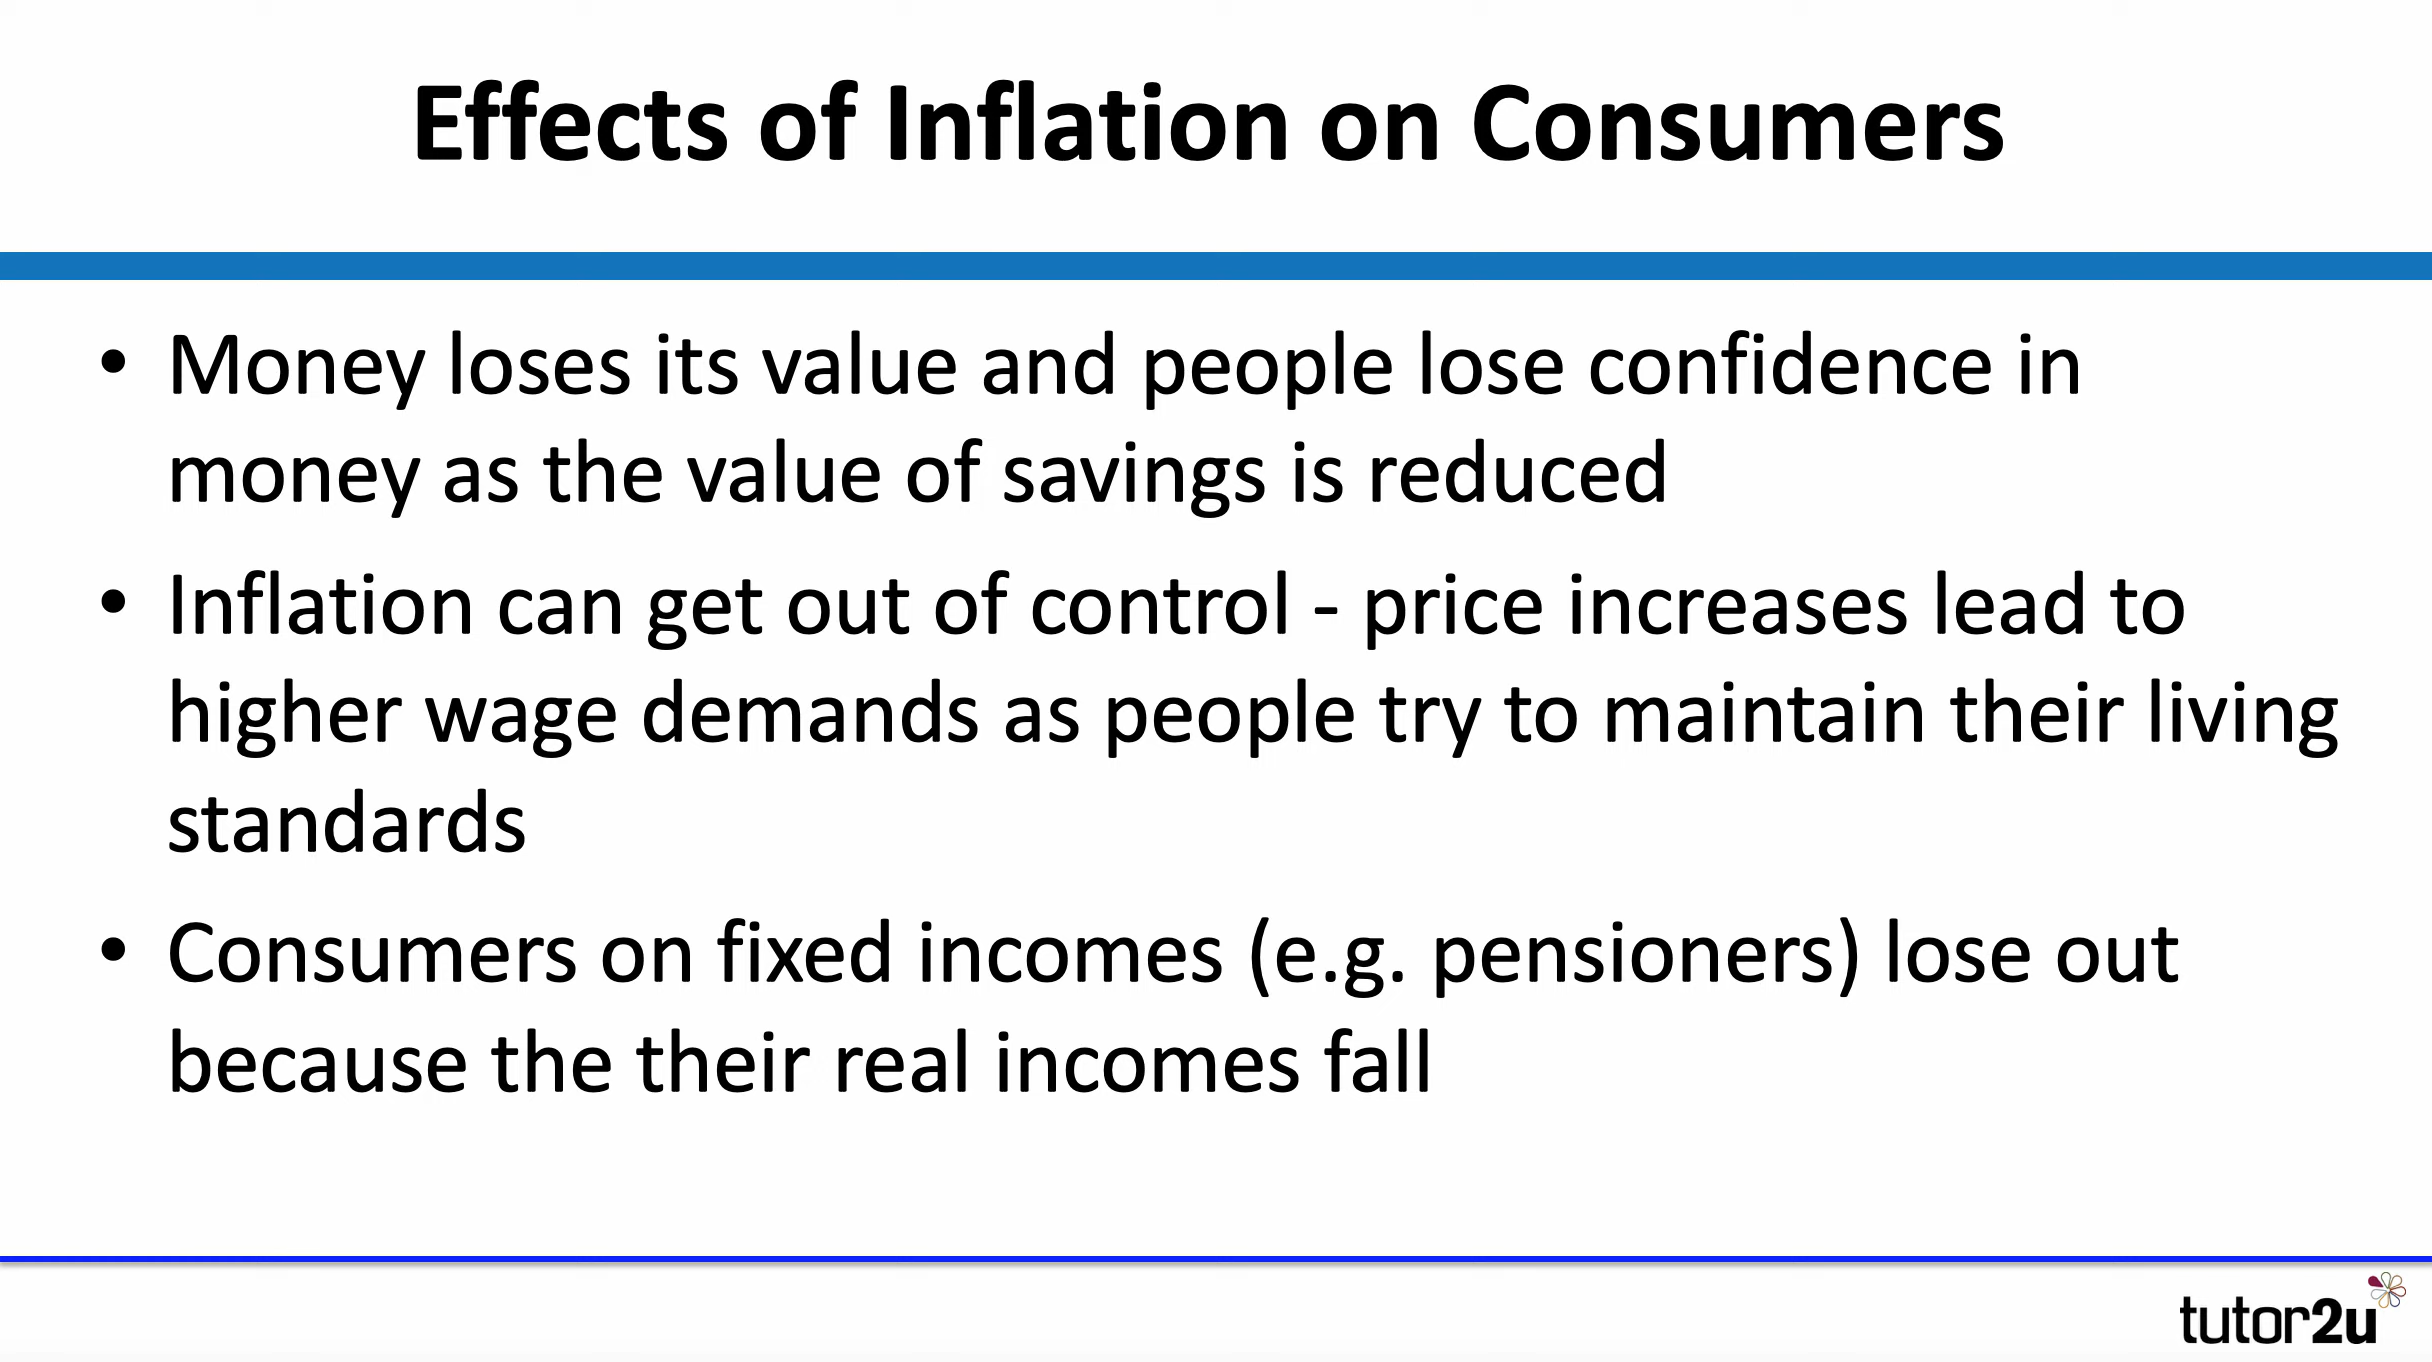 Effects of Inflation on Consumers
• Money loses its value and people lose confidence in
money as the value of savings is reduced
• Inflation can get out of control - price increases lead to
higher wage demands as people try to maintain their living
standards
• Consumers on fixed incomes (e.g. pensioners) lose out
because the their real incomes fall
tutor2u